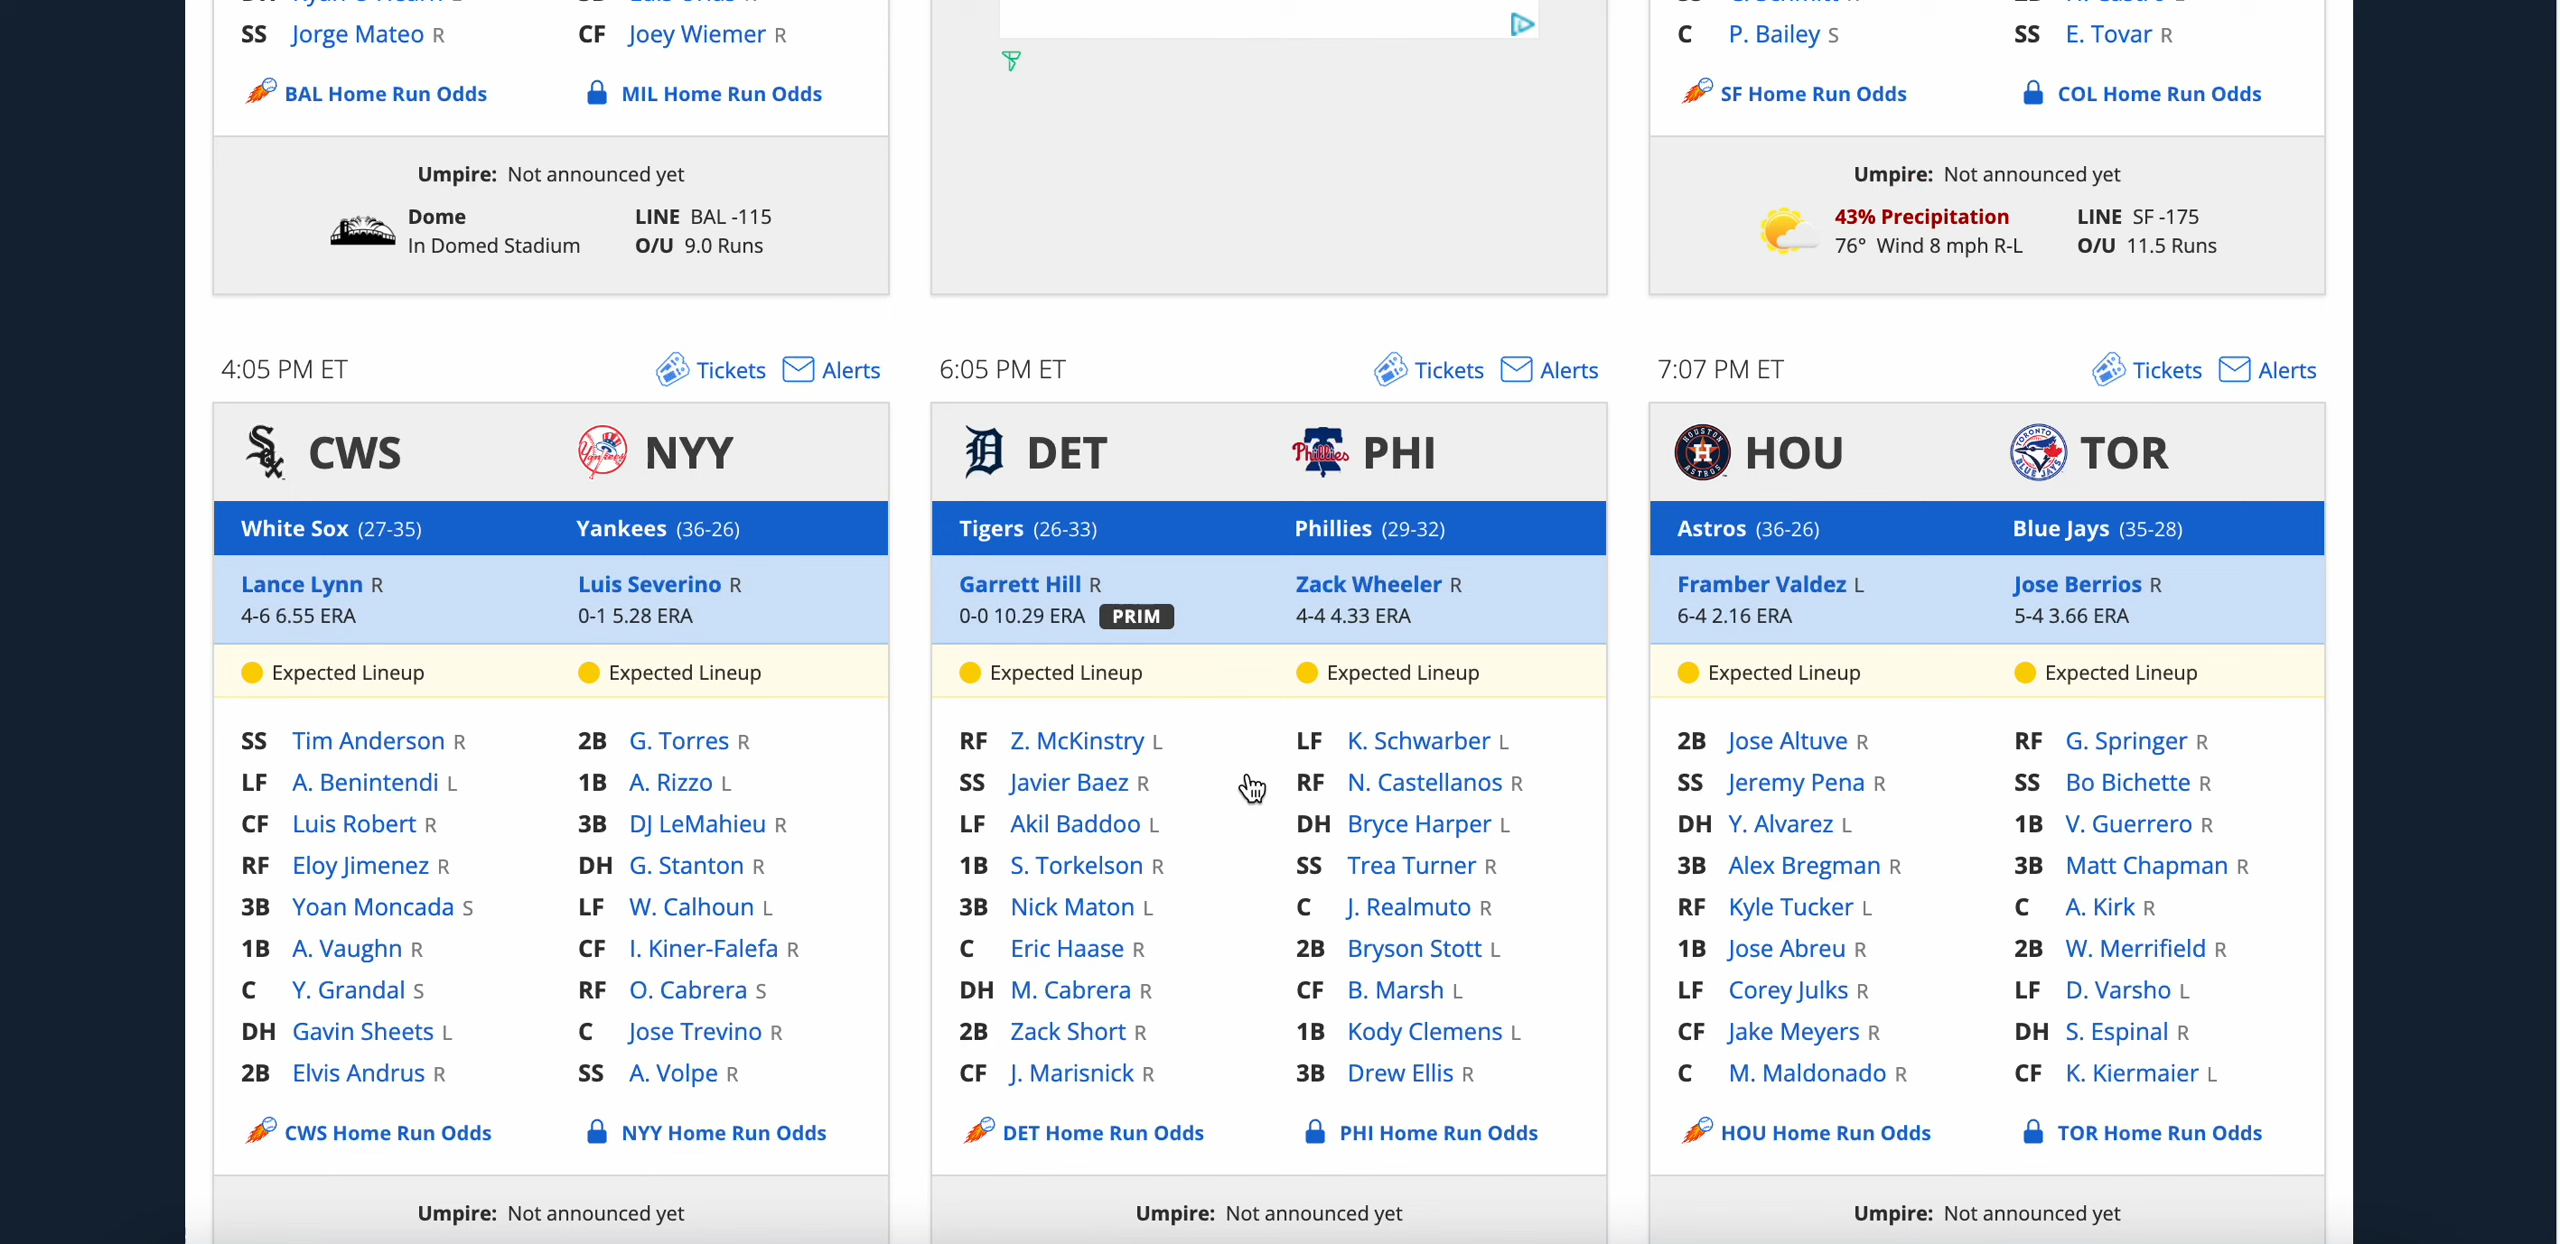 SS Jorge Mateo R
CF Joey Wiemer R
BAL Home Run Odds
MIL Home Run Odds
Umpire: Not announced yet
Dome
In Domed Stadium
LINE BAL -115
O/U 9.0 Runs
C P. Bailey S
SS E. Tovar R
SF Home Run Odds
COL Home Run Odds
Umpire: Not announced yet
43% Precipitation
76° Wind 8 mph R-L
LINE SF -175
O/U 11.5 Runs
4:05 PM ET
Tickets
Alerts
CWS
NYY
White Sox (27-35)
Yankees (36-26)
Lance Lynn R
4-6 6.55 ERA
Luis Severino R
0-1 5.28 ERA
Expected Lineup
Expected Lineup
SS Tim Anderson R
LF A. Benintendi L
CF Luis Robert R
RF Eloy Jimenez R
3B Yoan Moncada S
1B A. Vaughn R
C Y. Grandal S
DH Gavin Sheets L
2B Elvis Andrus R
2B G. Torres R
1B A. Rizzo L
3B DJ LeMahieu R
DH G. Stanton R
LF W. Calhoun L
CF I. Kiner-Falefa R
RF O. Cabrera S
C Jose Trevino R
SS A. Volpe R
CWS Home Run Odds
NYY Home Run Odds
Umpire: Not announced yet
6:05 PM ET
Tickets
Alerts
DET
Phillies
PHI
Tigers (26-33)
Phillies (29-32)
Garrett Hill R
0-0 10.29 ERA PRIM
Zack Wheeler R
4-4 4.33 ERA
Expected Lineup
Expected Lineup
RF Z. McKinstry L
SS Javier Baez R
LF Akil Baddoo L
1B S. Torkelson R
3B Nick Maton L
C Eric Haase R
DH M. Cabrera R
2B Zack Short R
CF J. Marisnick R
LF K. Schwarber L
RF N. Castellanos R
DH Bryce Harper L
SS Trea Turner R
C J. Realmuto R
2B Bryson Stott L
CF B. Marsh L
1B Kody Clemens L
3B Drew Ellis R
DET Home Run Odds
PHI Home Run Odds
Umpire: Not announced yet
7:07 PM ET
Tickets
Alerts
HOU
TOR
Astros (36-26)
Blue Jays (35-28)
Framber Valdez L
6-4 2.16 ERA
Jose Berrios R
5-4 3.66 ERA
Expected Lineup
Expected Lineup
2B Jose Altuve R
SS Jeremy Pena R
DH Y. Alvarez L
3B Alex Bregman R
RF Kyle Tucker L
1B Jose Abreu R
LF Corey Julks R
CF Jake Meyers R
C M. Maldonado R
RF G. Springer R
SS Bo Bichette R
1B V. Guerrero R
3B Matt Chapman R
C A. Kirk R
2B W. Merrifield R
LF D. Varsho L
DH S. Espinal R
CF K. Kiermaier L
HOU Home Run Odds
TOR Home Run Odds
Umpire: Not announced yet